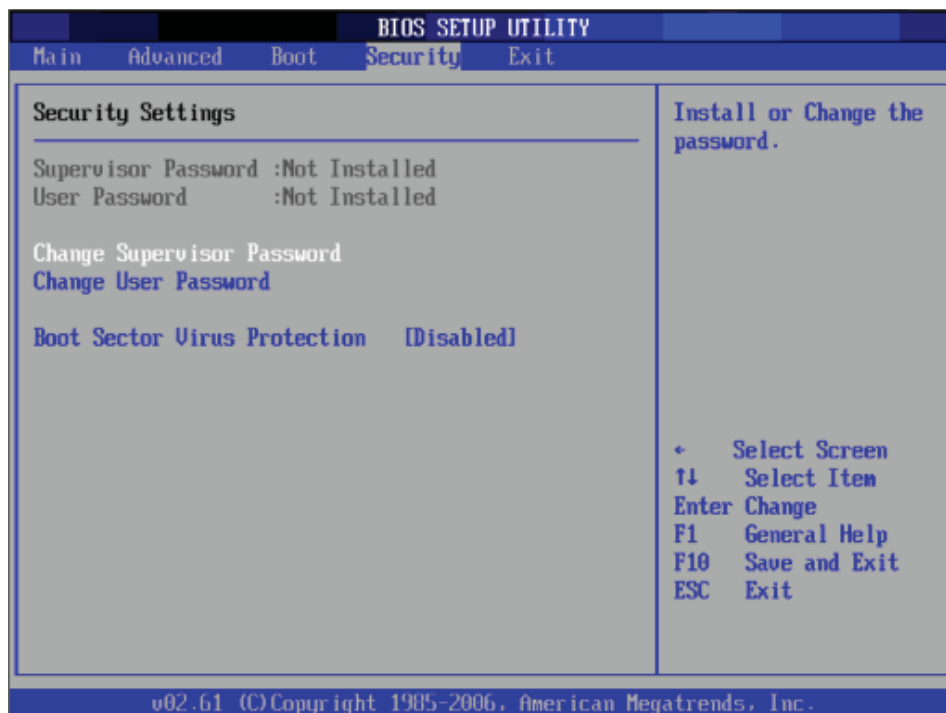 BIOS SETUP UTILITY
Main Advanced Boot Security Exit
Security Settings
Supervisor Password :Not Installed
User Password :Not Installed
Change Supervisor Password
Change User Password
Boot Sector Virus Protection [Disabled]
Install or Change the
password.
← Select Screen
↑↓ Select Item
Enter Change
F1 General Help
F10 Save and Exit
ESC Exit
v02.61 (C)Copyright 1985-2006, American Megatrends, Inc.